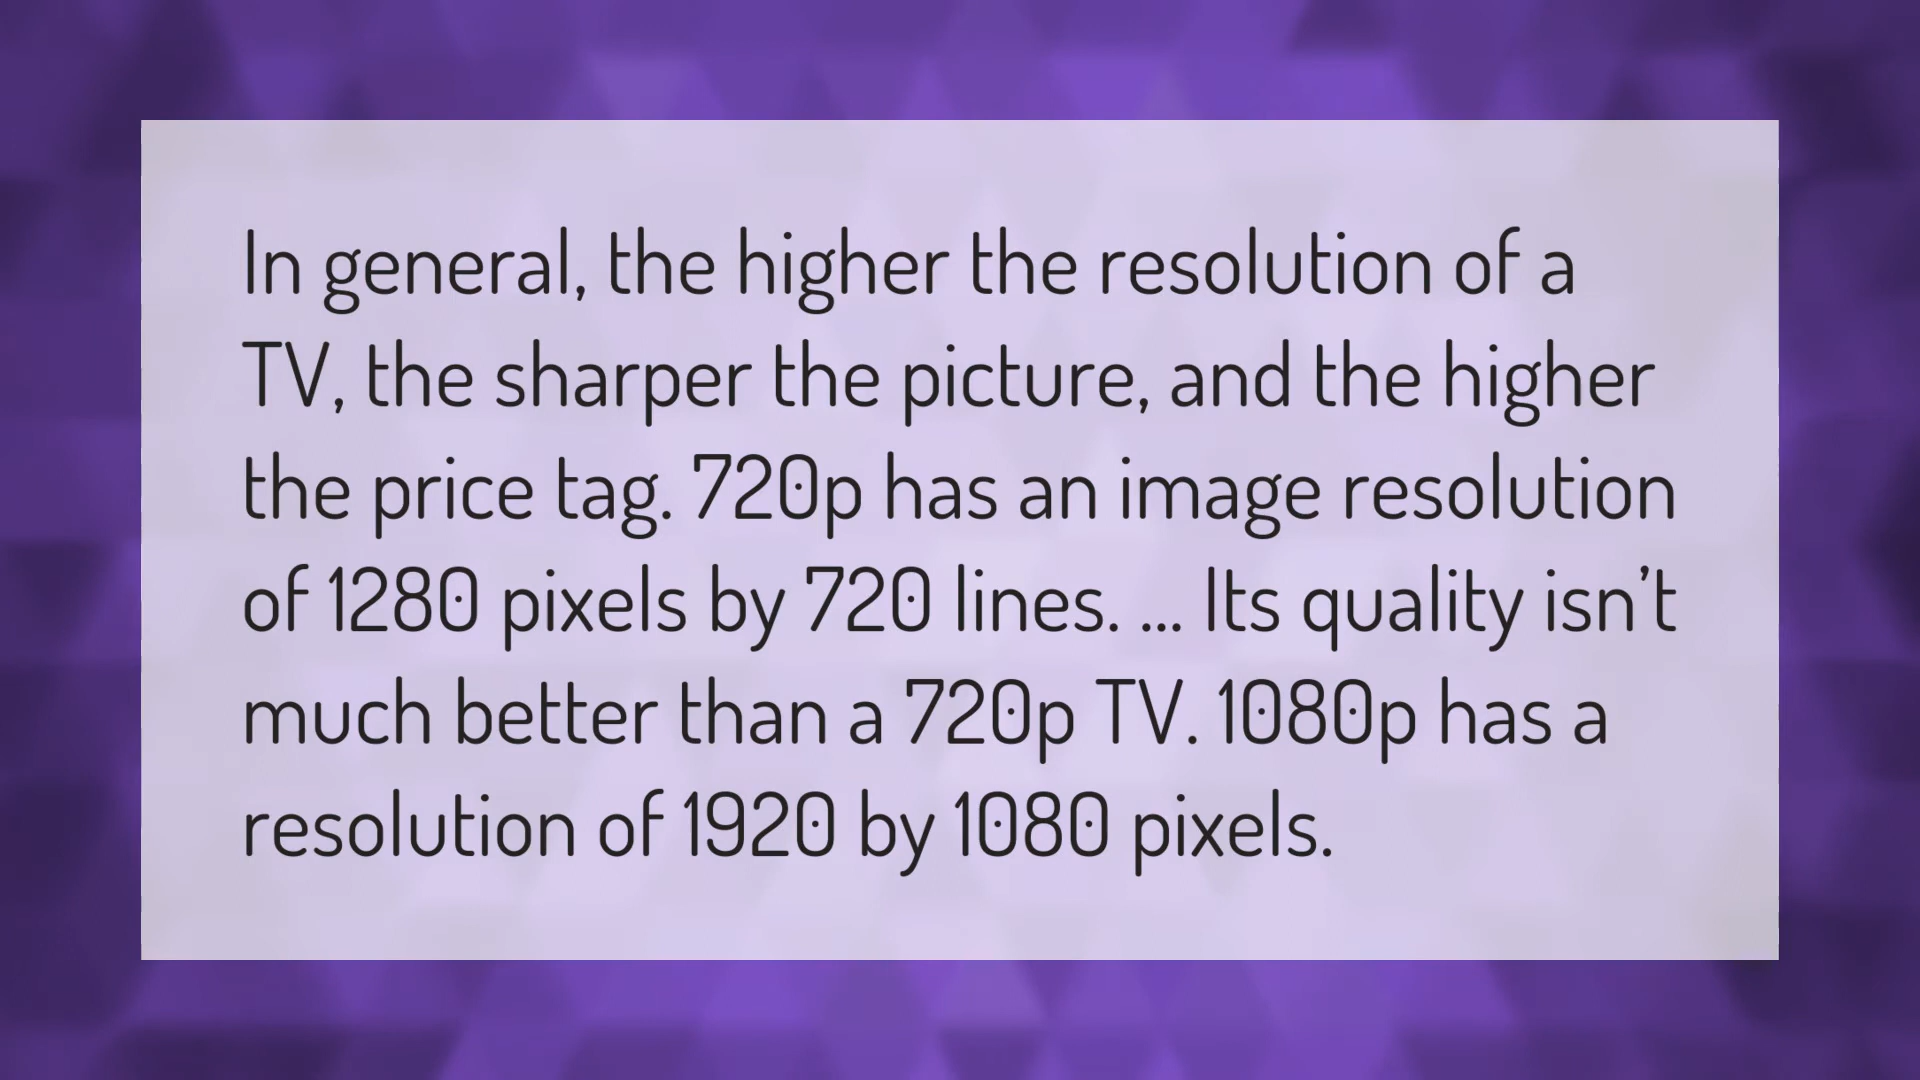 In general, the higher the resolution of a
TV, the sharper the picture, and the higher
the price tag. 720p has an image resolution
of 1280 pixels by 720 lines. ... Its quality isn’t
much better than a 720p TV. 1080p has a
resolution of 1920 by 1080 pixels.